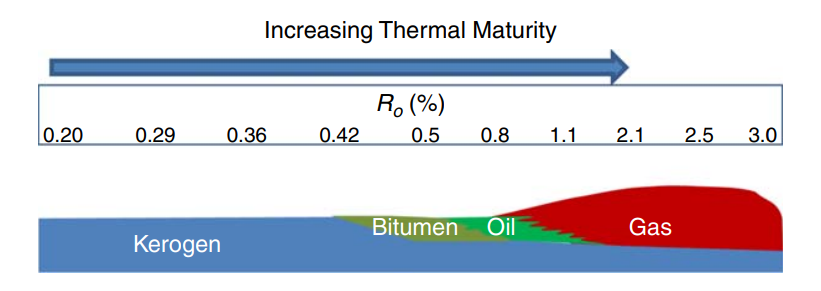 Increasing Thermal Maturity
Ro (%)
0.20 0.29 0.36 0.42 0.5 0.8 1.1 2.1 2.5 3.0
Bitumen Oil Gas
Kerogen